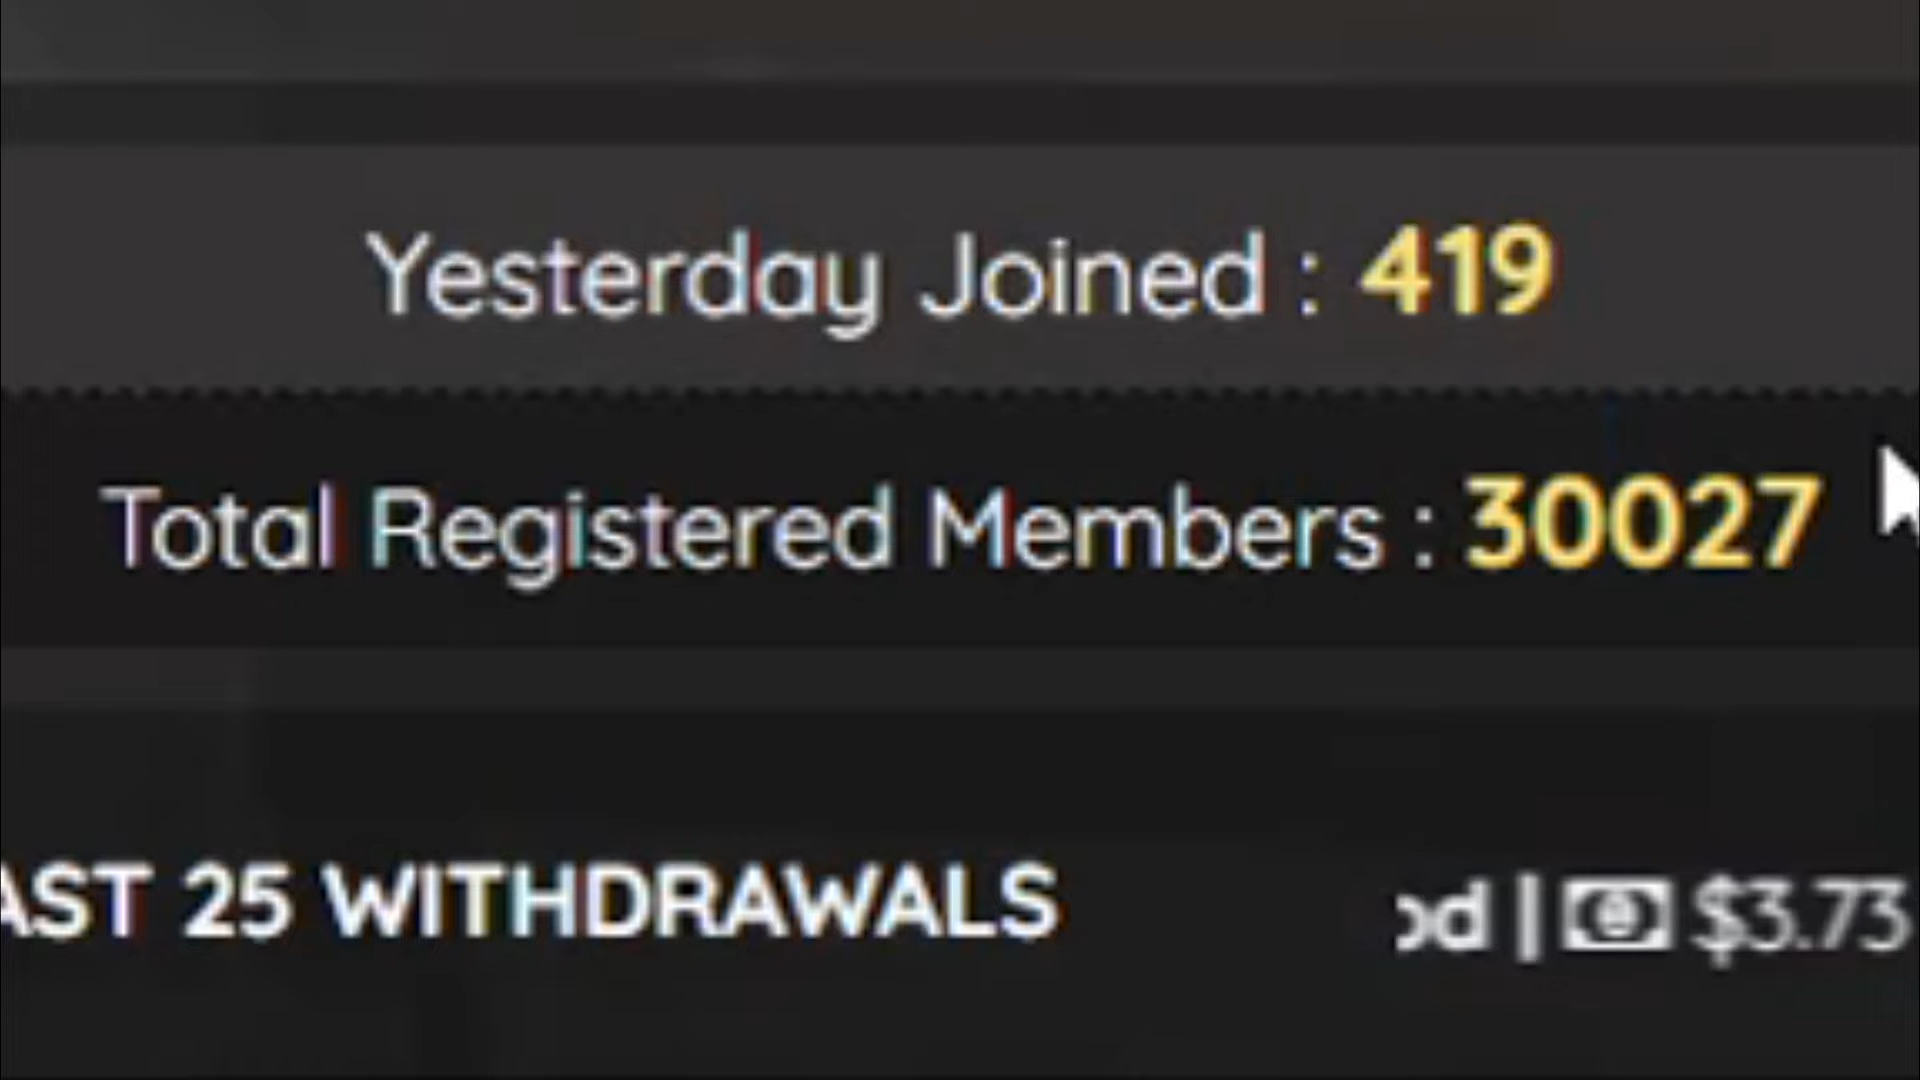 Yesterday Joined : 419
Total Registered Members : 30027
AST 25 WITHDRAWALS
od | $3.73